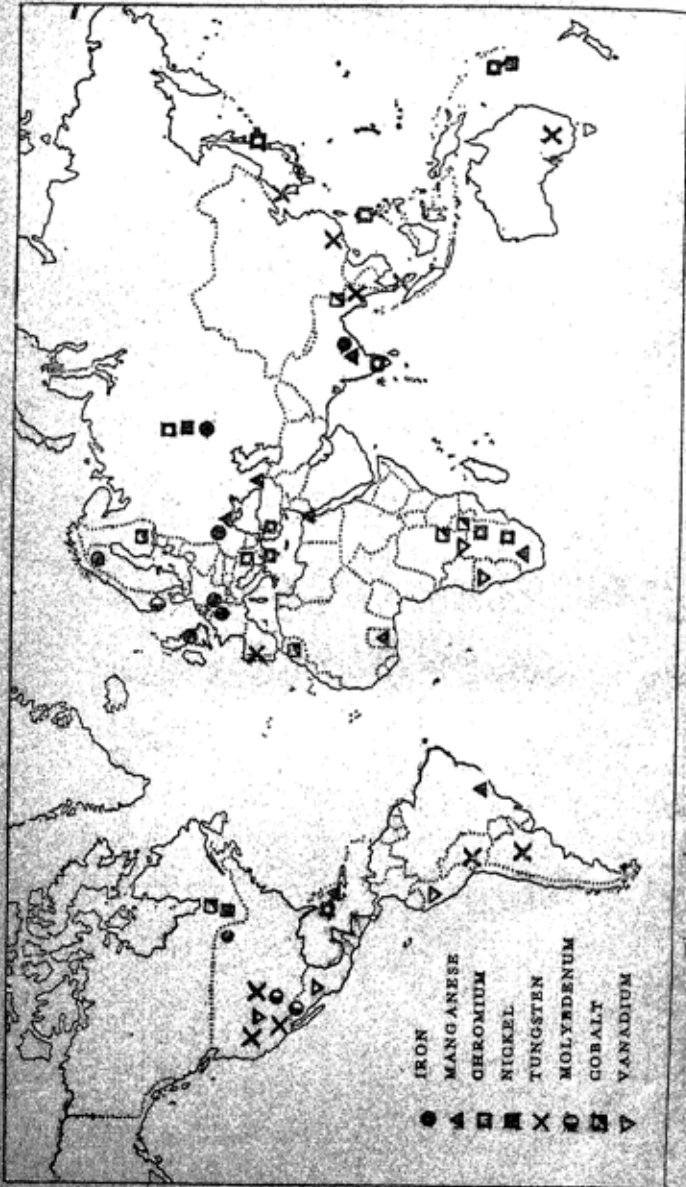 IRON
MANGANESE
CHROMIUM
NICKEL
TUNGSTEN
MOLYBDENUM
COBALT
VANADIUM